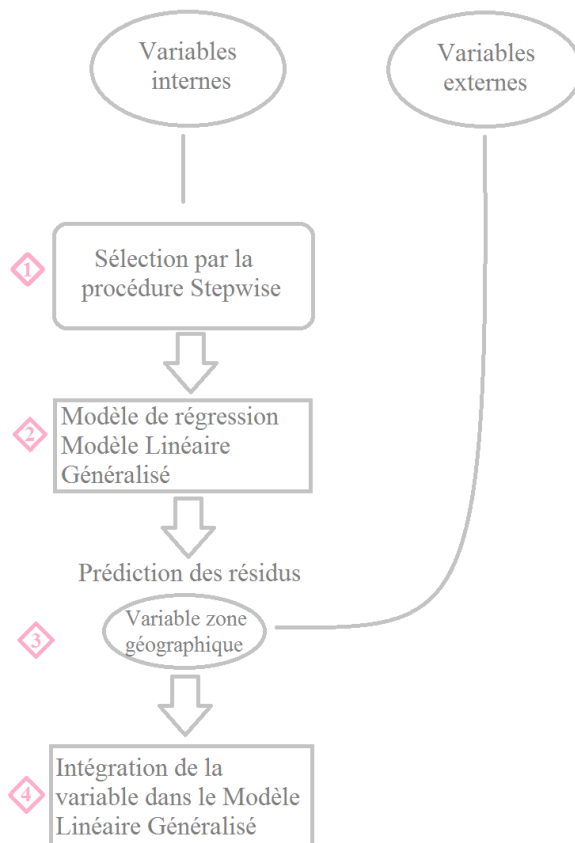 Variables
internes
Variables
externes
1
Sélection par la
procédure Stepwise
2
Modèle de régression
Modèle Linéaire
Généralisé
Prédiction des résidus
3
Variable zone
géographique
4
Intégration de la
variable dans le Modèle
Linéaire Généralisé